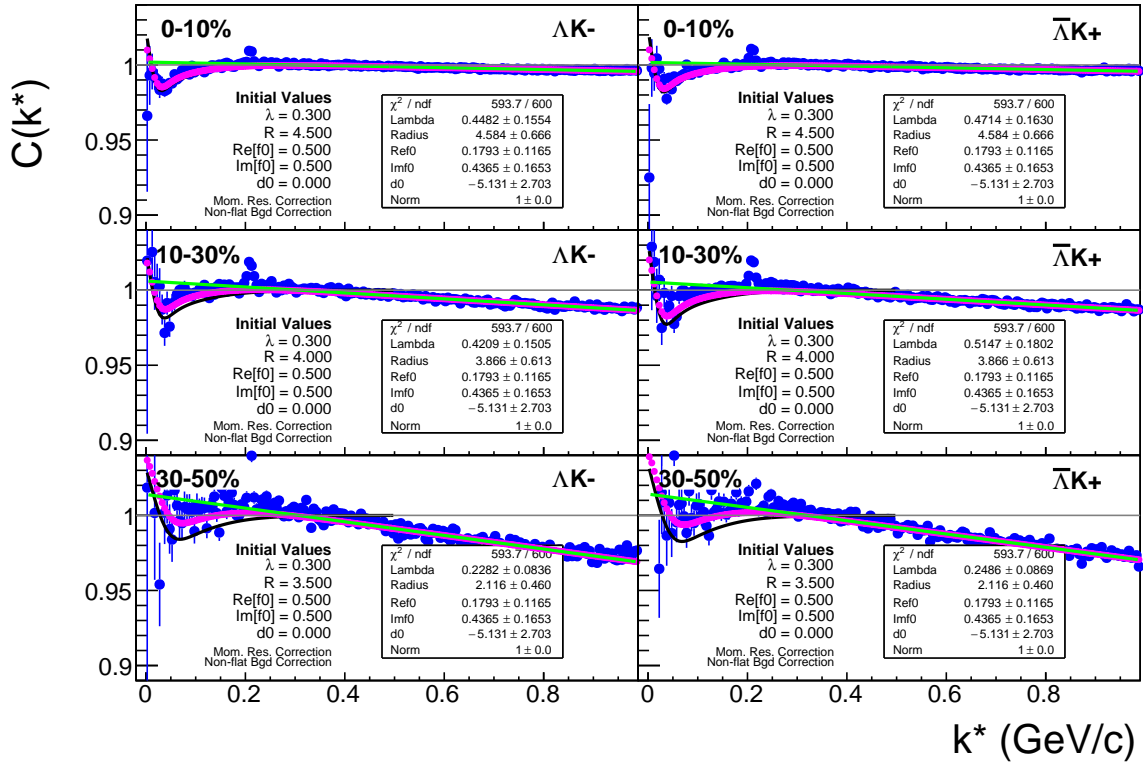 C(k*)
0-10%
ΛK-
1
0.95
0.9
Initial Values
λ = 0.300
R = 4.500
Re[f0] = 0.500
Im[f0] = 0.500
d0 = 0.000
Mom. Res. Correction
Non-flat Bgd Correction
χ² / ndf 593.7 / 600
Lambda 0.4482 ± 0.1554
Radius 4.584 ± 0.666
Ref0 0.1793 ± 0.1165
Imf0 0.4365 ± 0.1653
d0 −5.131 ± 2.703
Norm 1 ± 0.0
0-10%
Λ̅K+
Initial Values
λ = 0.300
R = 4.500
Re[f0] = 0.500
Im[f0] = 0.500
d0 = 0.000
Mom. Res. Correction
Non-flat Bgd Correction
χ² / ndf 593.7 / 600
Lambda 0.4714 ± 0.1630
Radius 4.584 ± 0.666
Ref0 0.1793 ± 0.1165
Imf0 0.4365 ± 0.1653
d0 −5.131 ± 2.703
Norm 1 ± 0.0
10-30%
ΛK-
1
0.95
0.9
Initial Values
λ = 0.300
R = 4.000
Re[f0] = 0.500
Im[f0] = 0.500
d0 = 0.000
Mom. Res. Correction
Non-flat Bgd Correction
χ² / ndf 593.7 / 600
Lambda 0.4209 ± 0.1505
Radius 3.866 ± 0.613
Ref0 0.1793 ± 0.1165
Imf0 0.4365 ± 0.1653
d0 −5.131 ± 2.703
Norm 1 ± 0.0
10-30%
Λ̅K+
Initial Values
λ = 0.300
R = 4.000
Re[f0] = 0.500
Im[f0] = 0.500
d0 = 0.000
Mom. Res. Correction
Non-flat Bgd Correction
χ² / ndf 593.7 / 600
Lambda 0.5147 ± 0.1802
Radius 3.866 ± 0.613
Ref0 0.1793 ± 0.1165
Imf0 0.4365 ± 0.1653
d0 −5.131 ± 2.703
Norm 1 ± 0.0
30-50%
ΛK-
1
0.95
0.9
Initial Values
λ = 0.300
R = 3.500
Re[f0] = 0.500
Im[f0] = 0.500
d0 = 0.000
Mom. Res. Correction
Non-flat Bgd Correction
χ² / ndf 593.7 / 600
Lambda 0.2282 ± 0.0836
Radius 2.116 ± 0.460
Ref0 0.1793 ± 0.1165
Imf0 0.4365 ± 0.1653
d0 −5.131 ± 2.703
Norm 1 ± 0.0
30-50%
Λ̅K+
Initial Values
λ = 0.300
R = 3.500
Re[f0] = 0.500
Im[f0] = 0.500
d0 = 0.000
Mom. Res. Correction
Non-flat Bgd Correction
χ² / ndf 593.7 / 600
Lambda 0.2486 ± 0.0869
Radius 2.116 ± 0.460
Ref0 0.1793 ± 0.1165
Imf0 0.4365 ± 0.1653
d0 −5.131 ± 2.703
Norm 1 ± 0.0
0 0.2 0.4 0.6 0.8
0 0.2 0.4 0.6 0.8
k* (GeV/c)